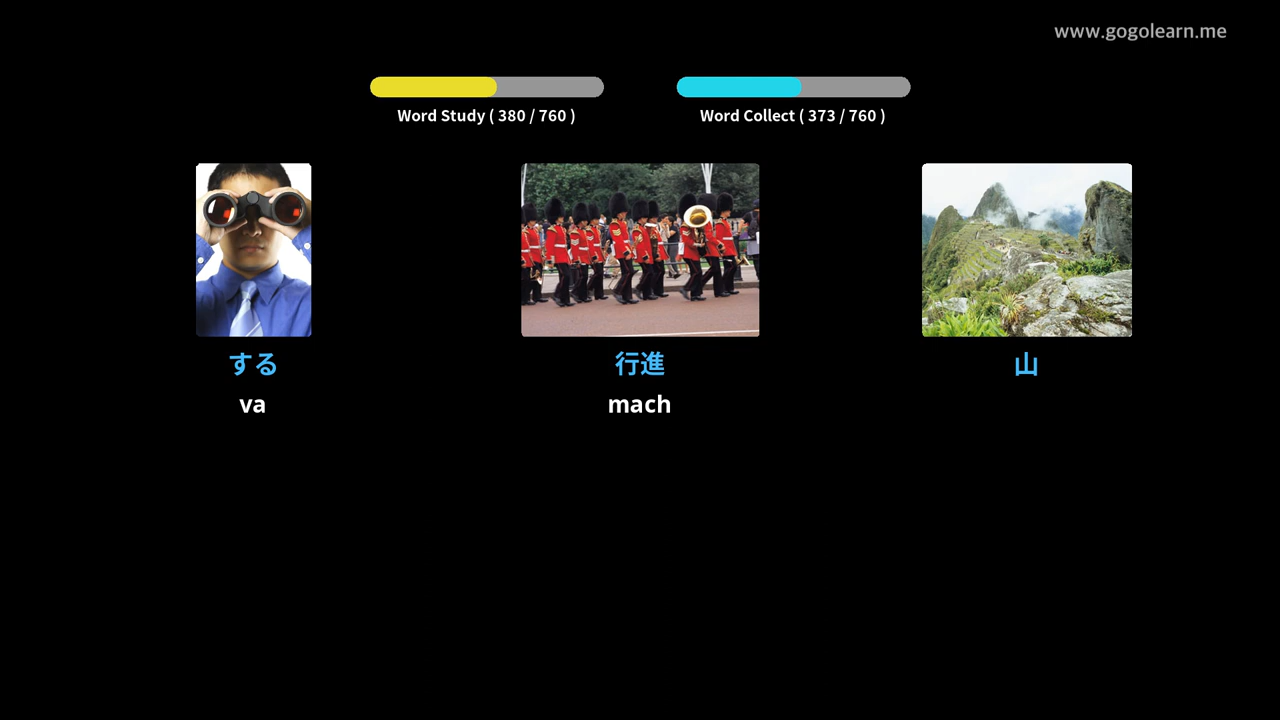 www.gogolearn.me
Word Study ( 380 / 760 )
Word Collect ( 373 / 760 )
する
行進
山
va
mach